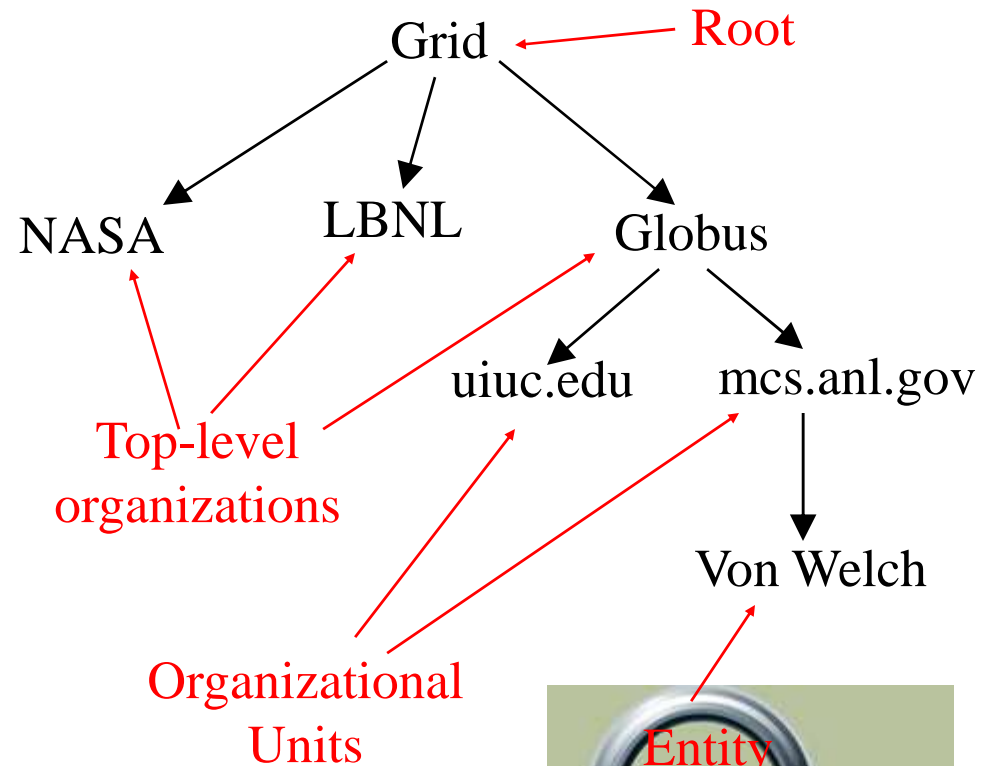 Root
Grid
NASA
LBNL
Globus
uiuc.edu
mcs.anl.gov
Top-level
organizations
Von Welch
Organizational
Units
Entity